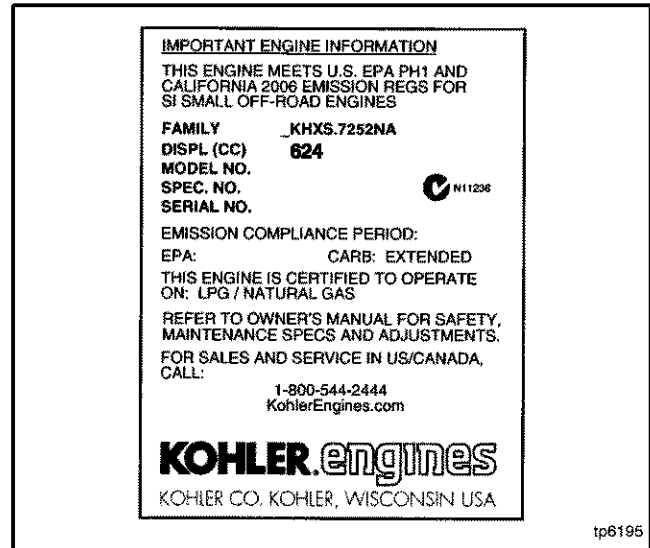 IMPORTANT ENGINE INFORMATION
THIS ENGINE MEETS U.S. EPA PH1 AND
CALIFORNIA 2006 EMISSION REGS FOR
SI SMALL OFF-ROAD ENGINES
FAMILY _KHXS.7252NA
DISPL (CC) 624
MODEL NO.
SPEC. NO.
N11236
SERIAL NO.
EMISSION COMPLIANCE PERIOD:
EPA: CARB: EXTENDED
THIS ENGINE IS CERTIFIED TO OPERATE
ON: LPG / NATURAL GAS
REFER TO OWNER'S MANUAL FOR SAFETY,
MAINTENANCE SPECS AND ADJUSTMENTS.
FOR SALES AND SERVICE IN US/CANADA,
CALL:
1-800-544-2444
KohlerEngines.com
KOHLER.engines
KOHLER CO. KOHLER, WISCONSIN USA
tp6195